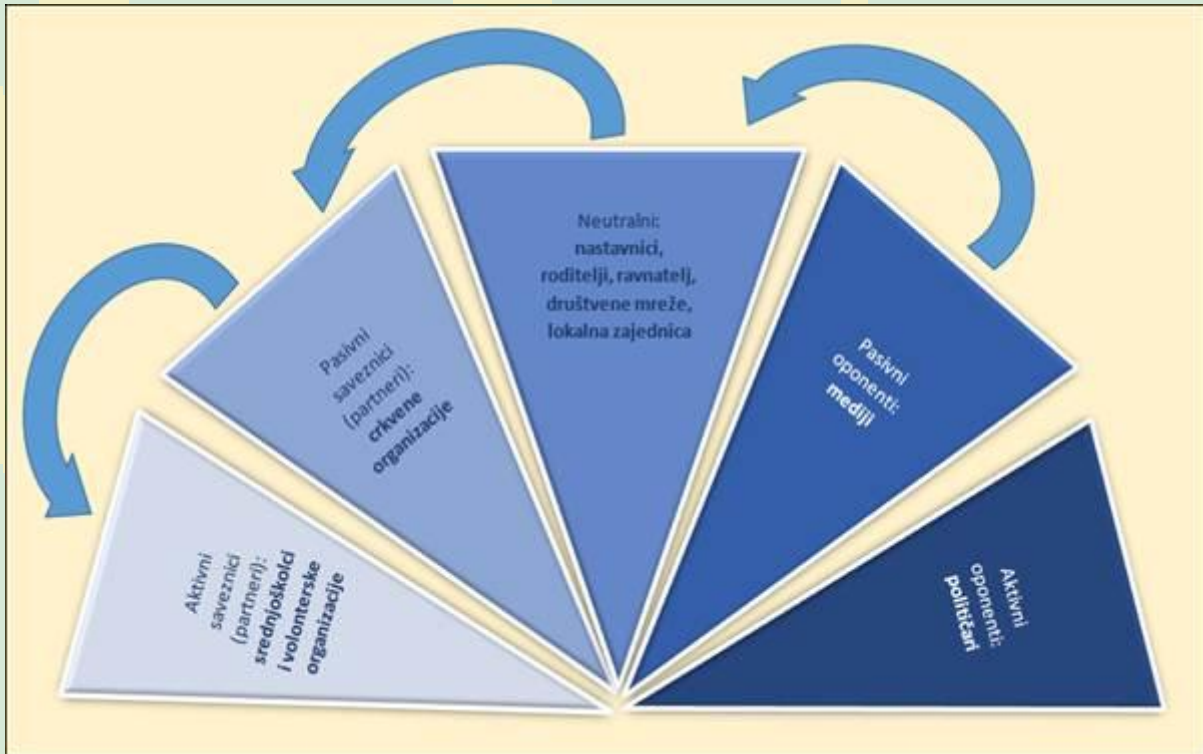 Aktivni
saveznici
(partneri):
srednjoškolci
i volonterske
organizacije
Pasivni
saveznici
(partneri):
crkvene
organizacije
Neutralni:
nastavnici,
roditelji, ravnatelj,
društvene mreže,
lokalna zajednica
Pasivni
oponenti:
mediji
Aktivni
oponenti:
političari